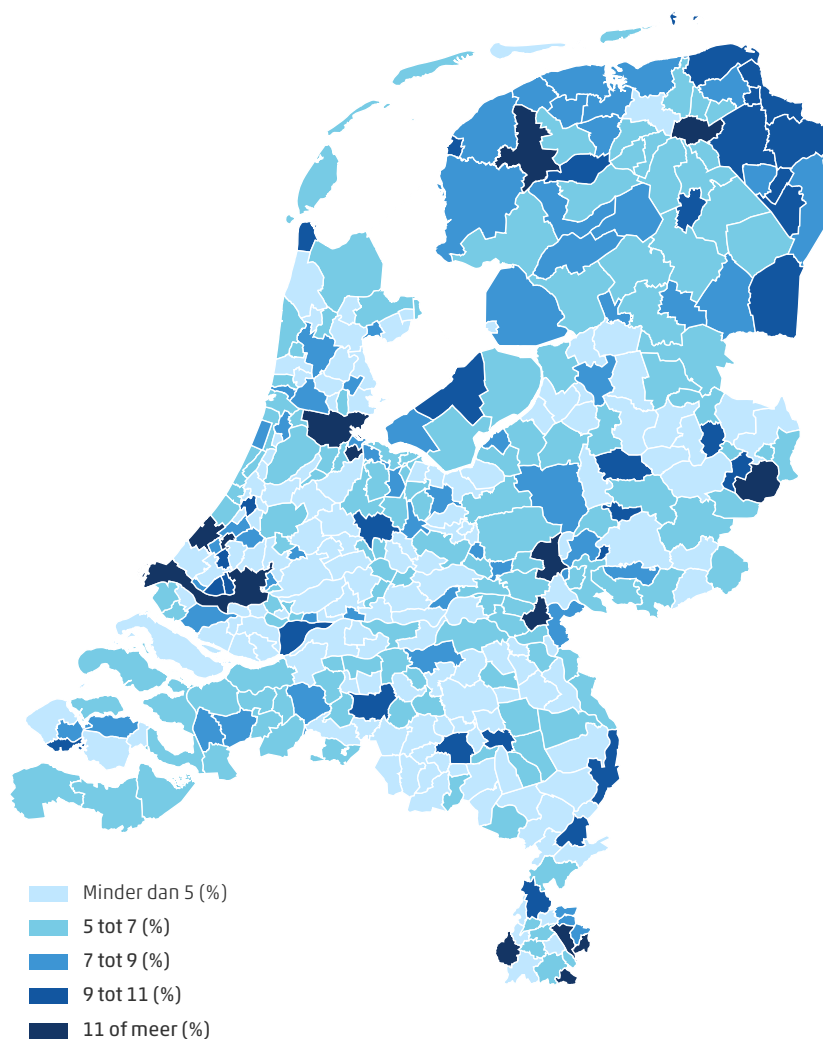 Minder dan 5 (%)
5 tot 7 (%)
7 tot 9 (%)
9 tot 11 (%)
11 of meer (%)